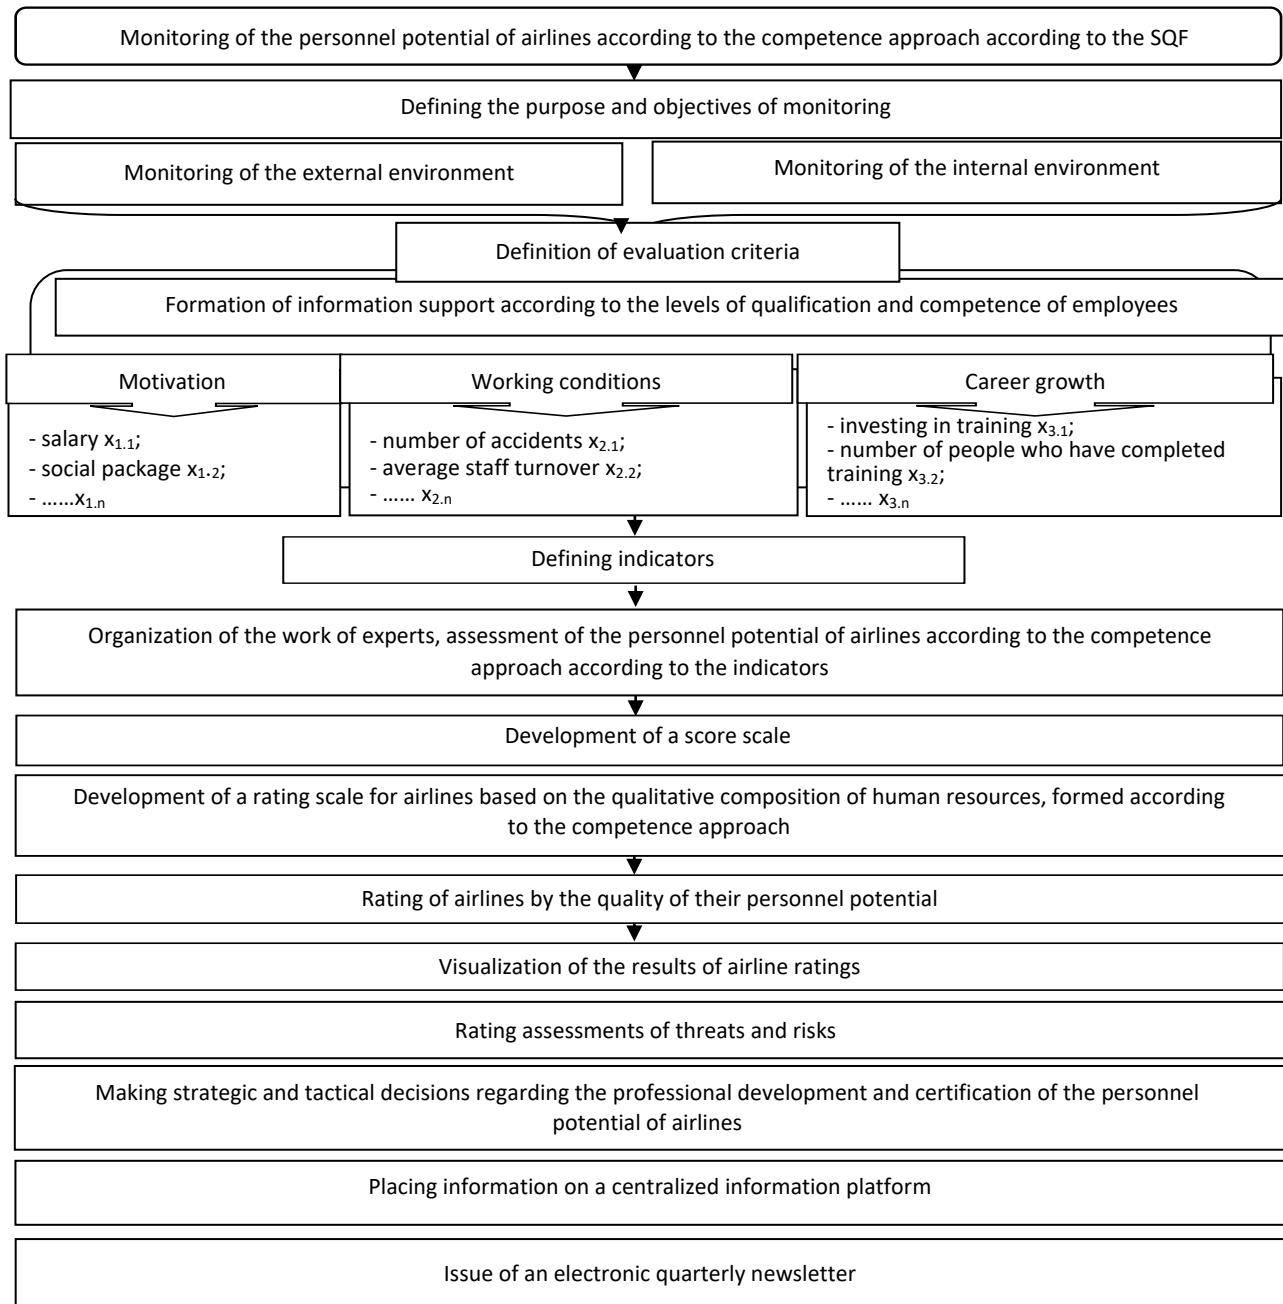 Monitoring of the personnel potential of airlines according to the competence approach according to the SQF
Defining the purpose and objectives of monitoring
Monitoring of the external environment
Monitoring of the internal environment
Definition of evaluation criteria
Formation of information support according to the levels of qualification and competence of employees
Motivation
- salary x1.1;
- social package x1.2;
- ......x1.n
Working conditions
- number of accidents x2.1;
- average staff turnover x2.2;
- ...... x2.n
Career growth
- investing in training x3.1;
- number of people who have completed
training x3.2;
- ...... x3.n
Defining indicators
Organization of the work of experts, assessment of the personnel potential of airlines according to the competence
approach according to the indicators
Development of a score scale
Development of a rating scale for airlines based on the qualitative composition of human resources, formed according
to the competence approach
Rating of airlines by the quality of their personnel potential
Visualization of the results of airline ratings
Rating assessments of threats and risks
Making strategic and tactical decisions regarding the professional development and certification of the personnel
potential of airlines
Placing information on a centralized information platform
Issue of an electronic quarterly newsletter